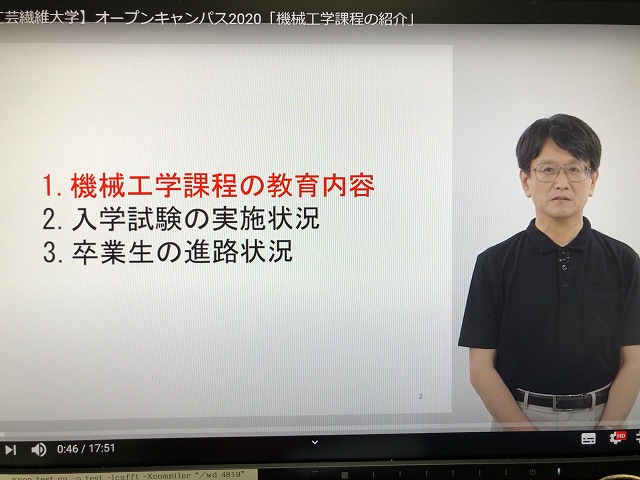 工芸繊維大学】オープンキャンパス2020「機械工学課程の紹介」
1. 機械工学課程の教育内容
2. 入学試験の実施状況
3. 卒業生の進路状況
2
0:46 / 17:51
HD
-lcufft -Xcompiler "/wd 4819"